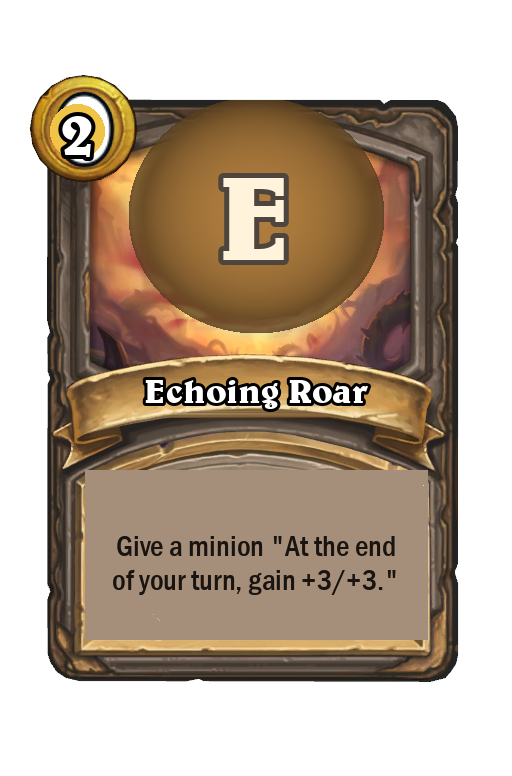 2
E
Echoing Roar
Give a minion "At the end
of your turn, gain +3/+3."